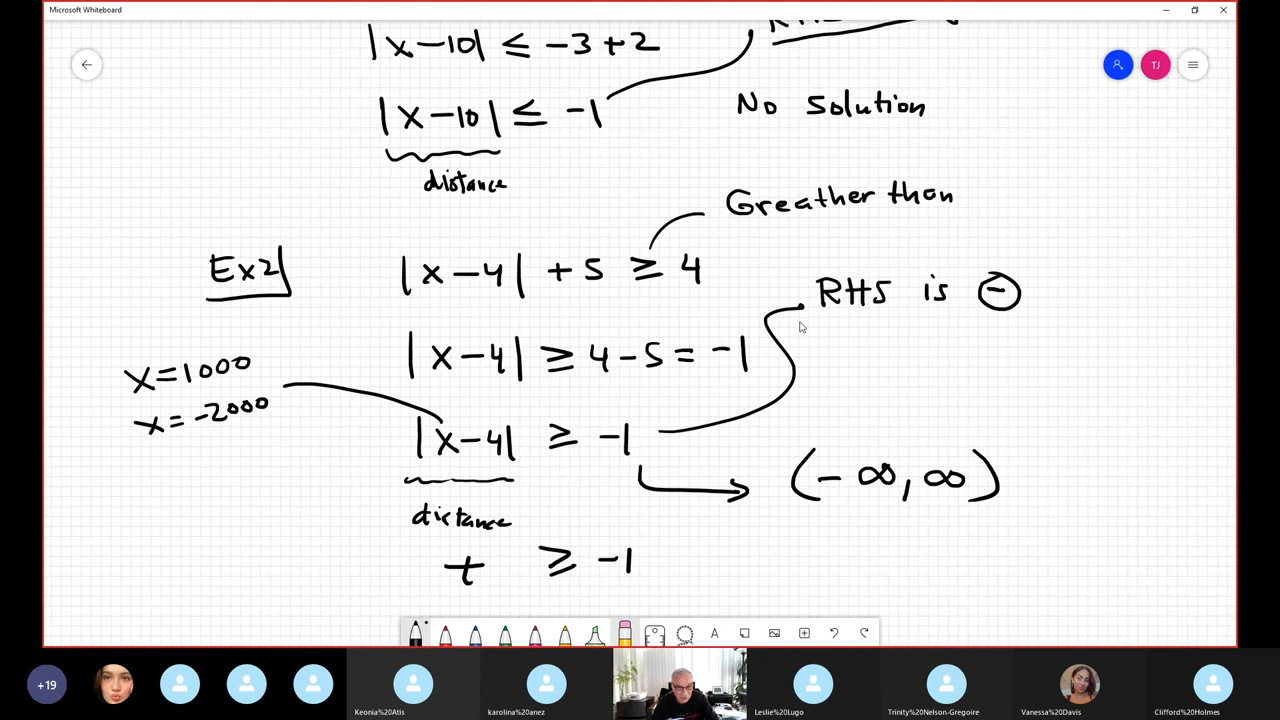 Microsoft Whiteboard
|x-10| ≤ -3+2
|x-10| ≤ -1
No solution
distance
TJ
Greather than
Ex2
|x-4| +5 ≥ 4
RHS is ⊖
|x-4| ≥ 4-5 = -1
x=1000
x=-2000
|x-4| ≥ -1
(-∞,∞)
distance
+ ≥ -1
A
+19
Keonia%20Atis
karolina%20anez
Leslie%20Lugo
Trinity%20Nelson-Gregoire
Vanessa%20Davis
Clifford%20Holmes